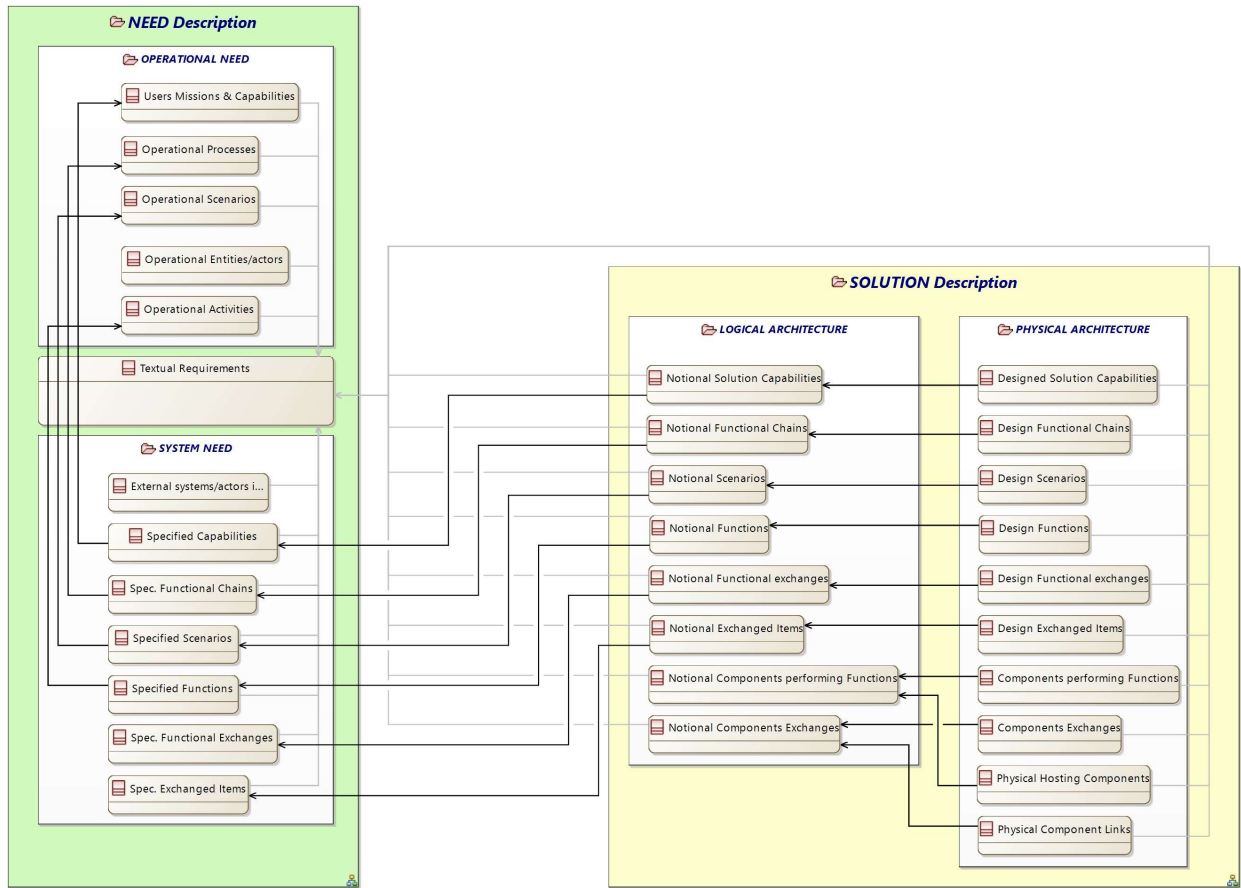 NEED Description
OPERATIONAL NEED
Users Missions & Capabilities
Operational Processes
Operational Scenarios
Operational Entities/actors
Operational Activities
Textual Requirements
SYSTEM NEED
External systems/actors i...
Specified Capabilities
Spec. Functional Chains
Specified Scenarios
Specified Functions
Spec. Functional Exchanges
Spec. Exchanged Items
SOLUTION Description
LOGICAL ARCHITECTURE
Notional Solution Capabilities
Notional Functional Chains
Notional Scenarios
Notional Functions
Notional Functional exchanges
Notional Exchanged Items
Notional Components performing Functions
Notional Components Exchanges
PHYSICAL ARCHITECTURE
Designed Solution Capabilities
Design Functional Chains
Design Scenarios
Design Functions
Design Functional exchanges
Design Exchanged Items
Components performing Functions
Components Exchanges
Physical Hosting Components
Physical Component Links